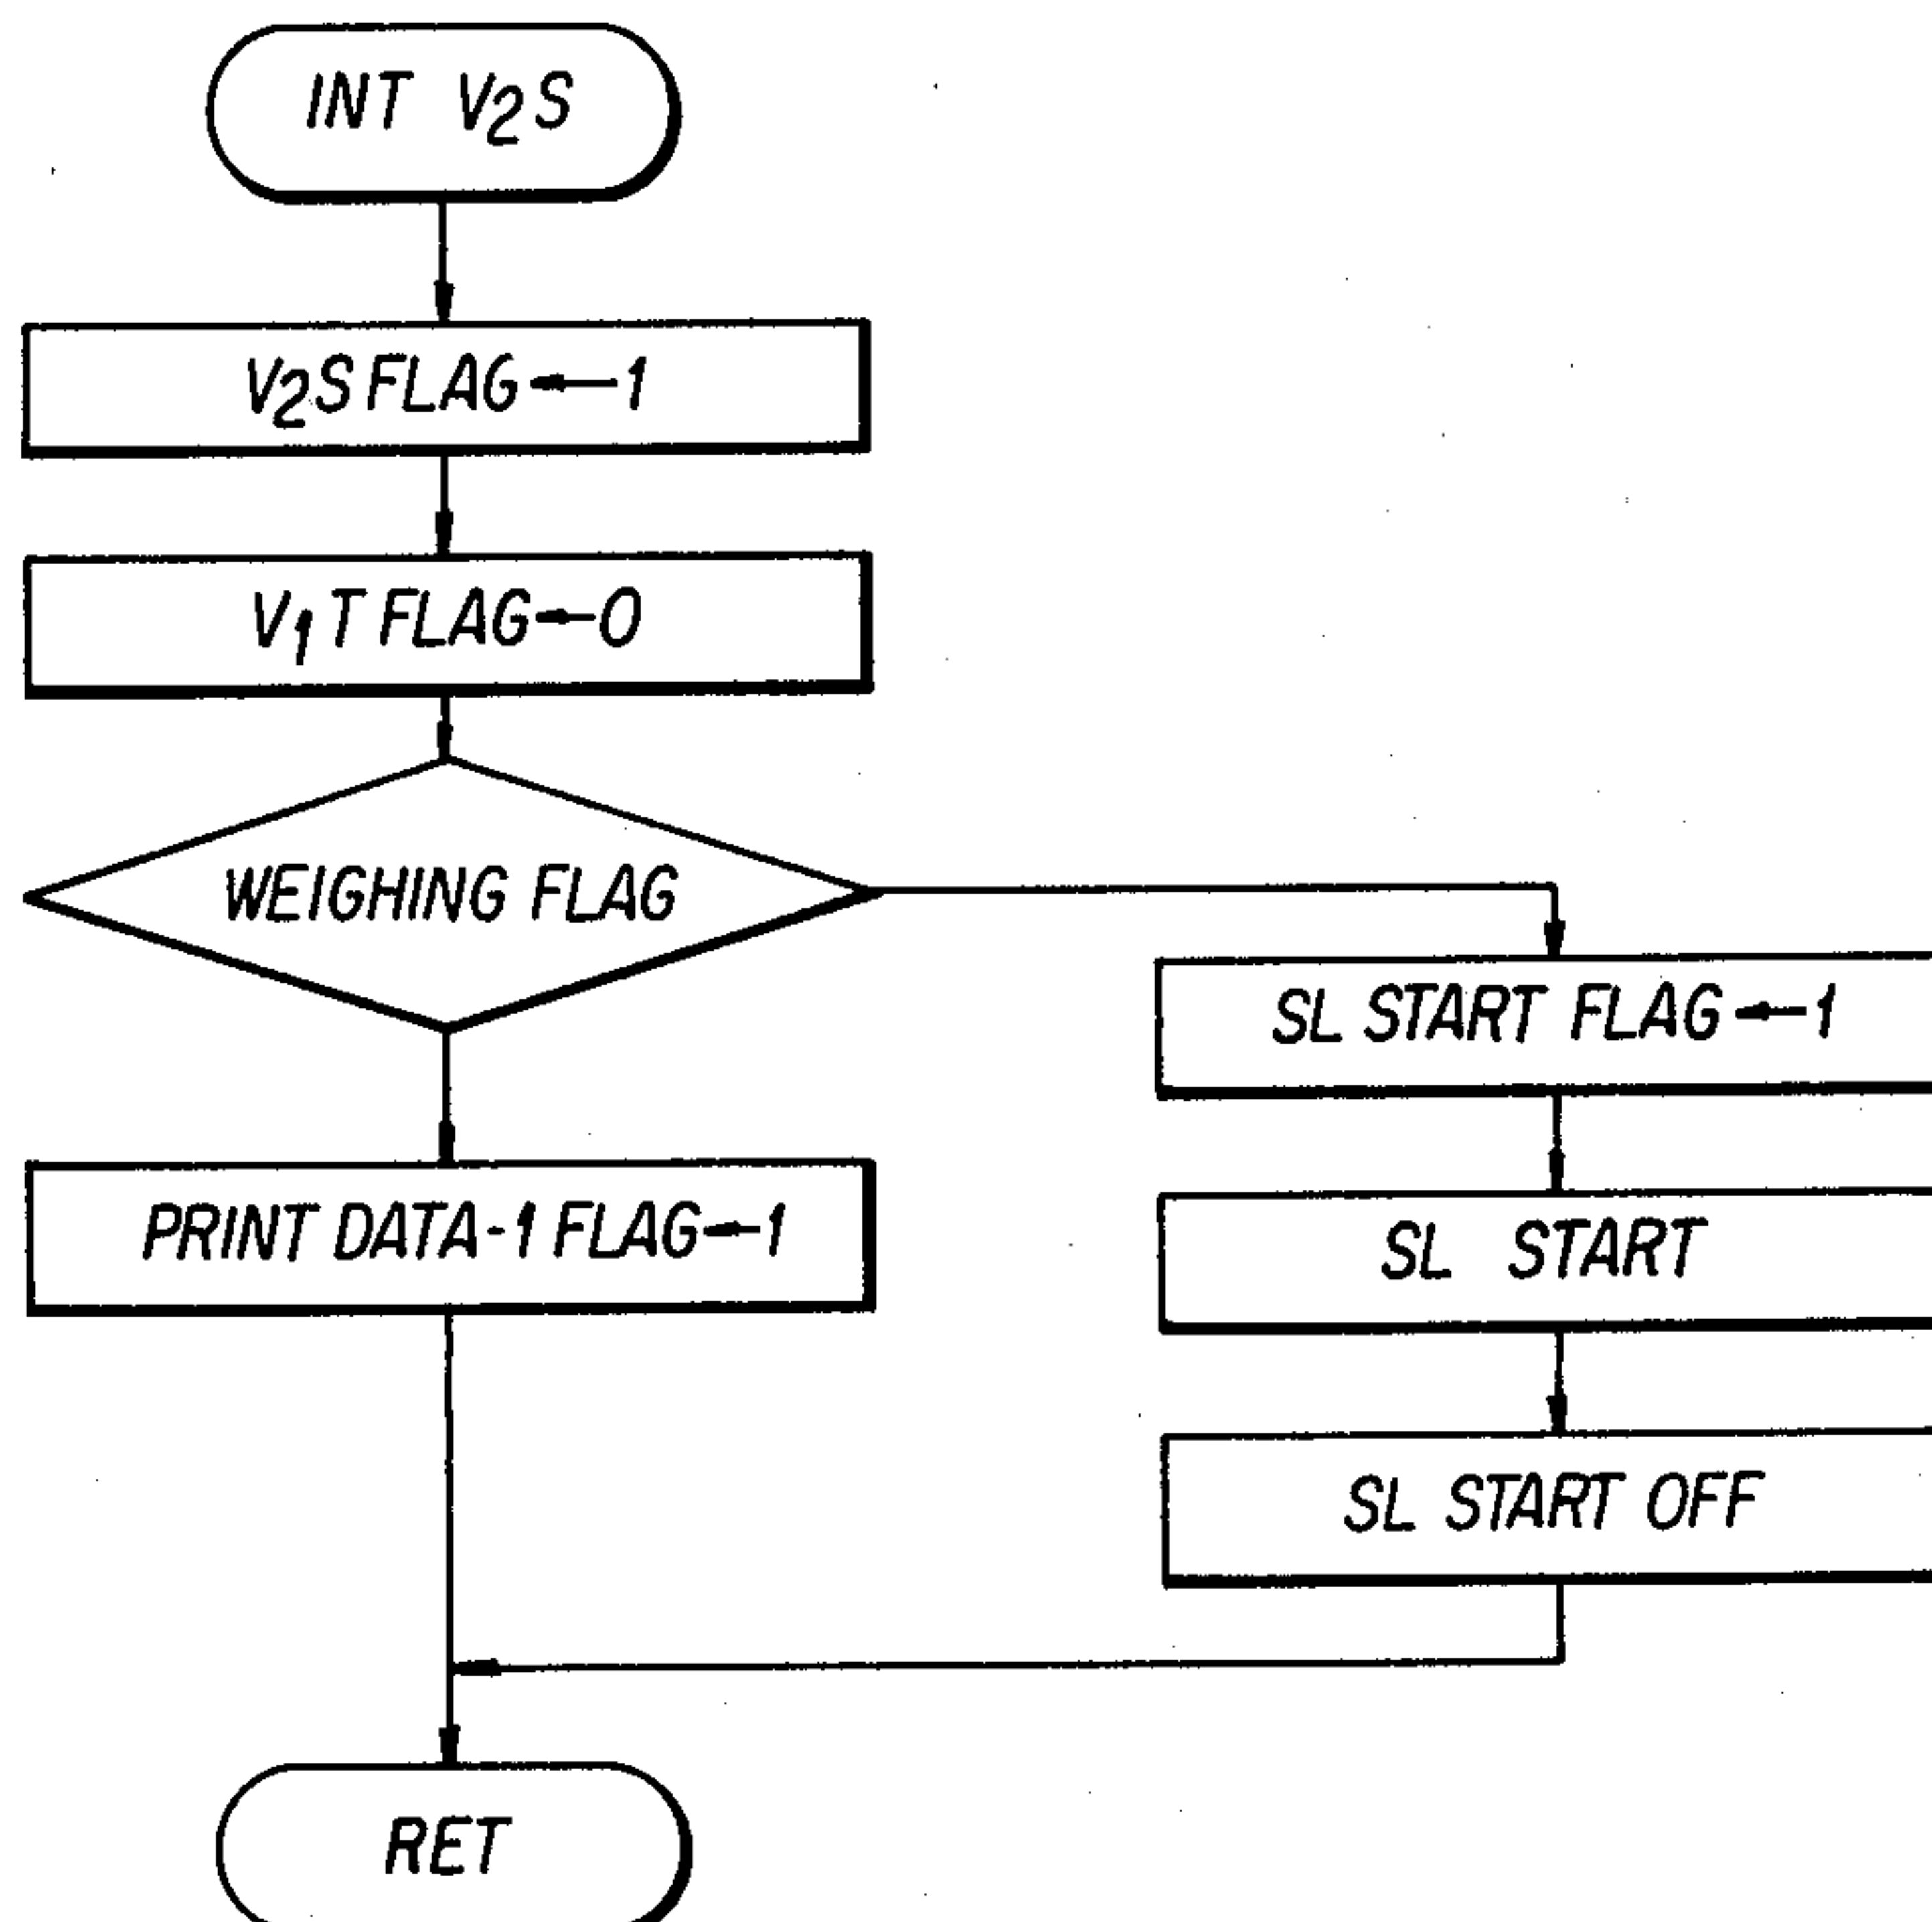 INT V₂S
V₂S FLAG←1
V₁T FLAG←0
WEIGHING FLAG
SL START FLAG←1
PRINT DATA-1 FLAG←1
SL START
SL START OFF
RET